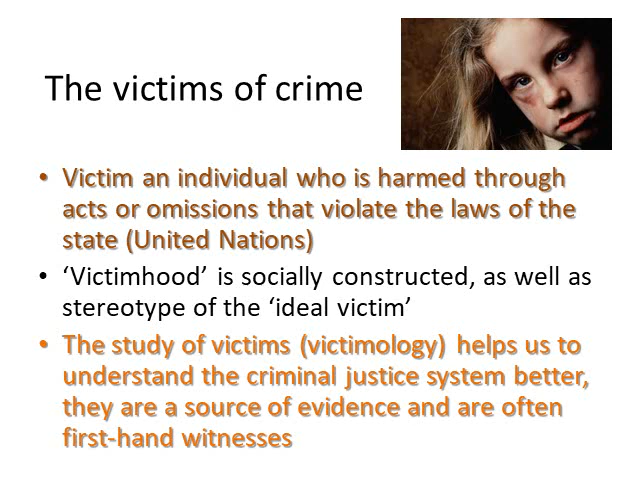 The victims of crime
• Victim an individual who is harmed through
acts or omissions that violate the laws of the
state (United Nations)
• ‘Victimhood’ is socially constructed, as well as
stereotype of the ‘ideal victim’
• The study of victims (victimology) helps us to
understand the criminal justice system better,
they are a source of evidence and are often
first-hand witnesses